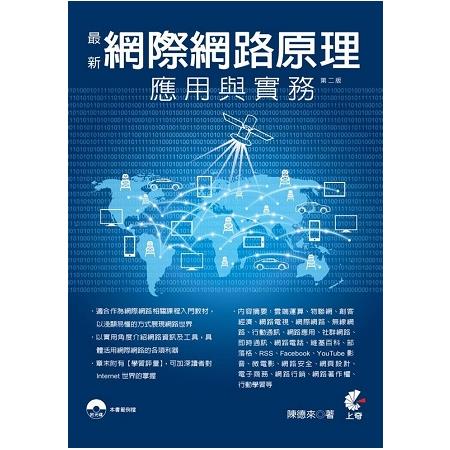 最新
網際網路原理
應用與實務 第二版
•適合作為網際網路相關課程入門教材，
以淺顯易懂的方式展現網路世界
•以實用角度介紹網路資訊及工具，具
體活用網際網路的各項利器
•章末附有【學習評量】，可加深讀者對
Internet 世界的掌握
•內容摘要：雲端運算、物聯網、創客
經濟、網路電視、網際網路、無線網
路、行動通訊、網路應用、社群網路、
即時通訊、網路電話、維基百科、部
落格、RSS、Facebook、YouTube 影
音、微電影、網路安全、網頁設計、
電子商務、網路行銷、網路著作權、
行動學習等
附光碟
本書範例檔
陳德來◎著
上奇